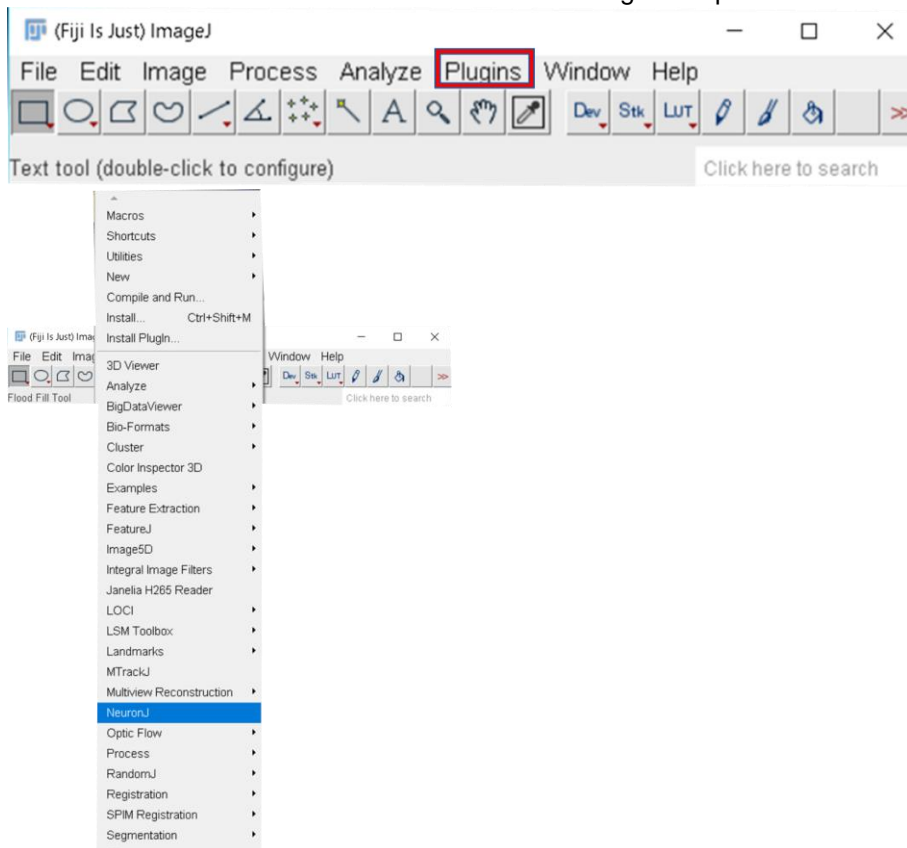 (Fiji Is Just) ImageJ
File Edit Image Process Analyze Plugins Window Help
A Dev Stk LUT >>
Text tool (double-click to configure) Click here to search
Macros
Shortcuts
Utilities
New
Compile and Run...
Install... Ctrl+Shift+M
Install PlugIn...
(Fiji Is Just) Imag
File Edit Imag Window Help
Dev Stk LUT >>
Flood Fill Tool Click here to search
3D Viewer
Analyze
BigDataViewer
Bio-Formats
Cluster
Color Inspector 3D
Examples
Feature Extraction
FeatureJ
Image5D
Integral Image Filters
Janelia H265 Reader
LOCI
LSM Toolbox
Landmarks
MTrackJ
Multiview Reconstruction
NeuronJ
Optic Flow
Process
RandomJ
Registration
SPIM Registration
Segmentation